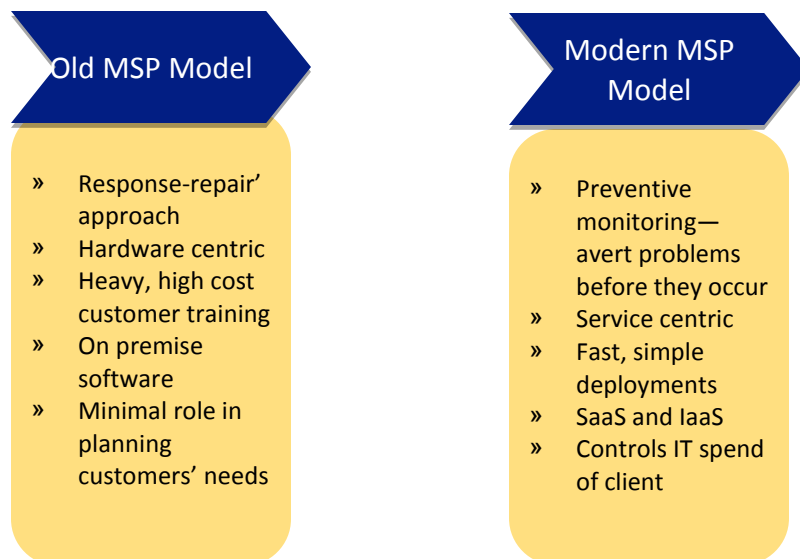 Old MSP Model
» Response-repair’
approach
» Hardware centric
» Heavy, high cost
customer training
» On premise
software
» Minimal role in
planning
customers’ needs
Modern MSP
Model
» Preventive
monitoring—
avert problems
before they occur
» Service centric
» Fast, simple
deployments
» SaaS and IaaS
» Controls IT spend
of client